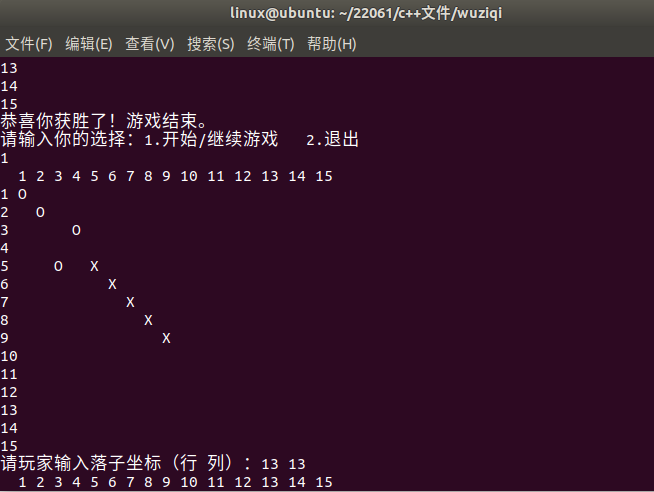 linux@ubuntu: ~/22061/c++文件/wuziqi
文件(F) 编辑(E) 查看(V) 搜索(S) 终端(T) 帮助(H)
13
14
15
恭喜你获胜了！游戏结束。
请输入你的选择：1.开始/继续游戏   2.退出
1
  1 2 3 4 5 6 7 8 9 10 11 12 13 14 15
1 O
2   O
3       O
4
5     O   X
6           X
7             X
8               X
9                 X
10
11
12
13
14
15
请玩家输入落子坐标（行 列）：13 13
  1 2 3 4 5 6 7 8 9 10 11 12 13 14 15